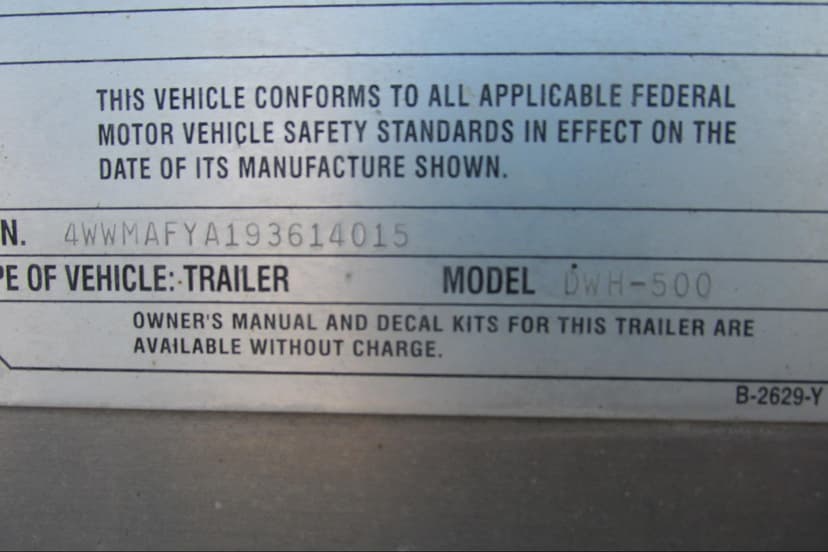 THIS VEHICLE CONFORMS TO ALL APPLICABLE FEDERAL
MOTOR VEHICLE SAFETY STANDARDS IN EFFECT ON THE
DATE OF ITS MANUFACTURE SHOWN.
N. 4WWMAFYA193614015
PE OF VEHICLE: TRAILER MODEL DWH-500
OWNER'S MANUAL AND DECAL KITS FOR THIS TRAILER ARE
AVAILABLE WITHOUT CHARGE.
B-2629-Y